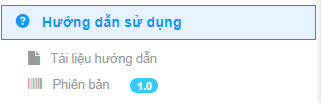 Hướng dẫn sử dụng
Tài liệu hướng dẫn
Phiên bản 1.0